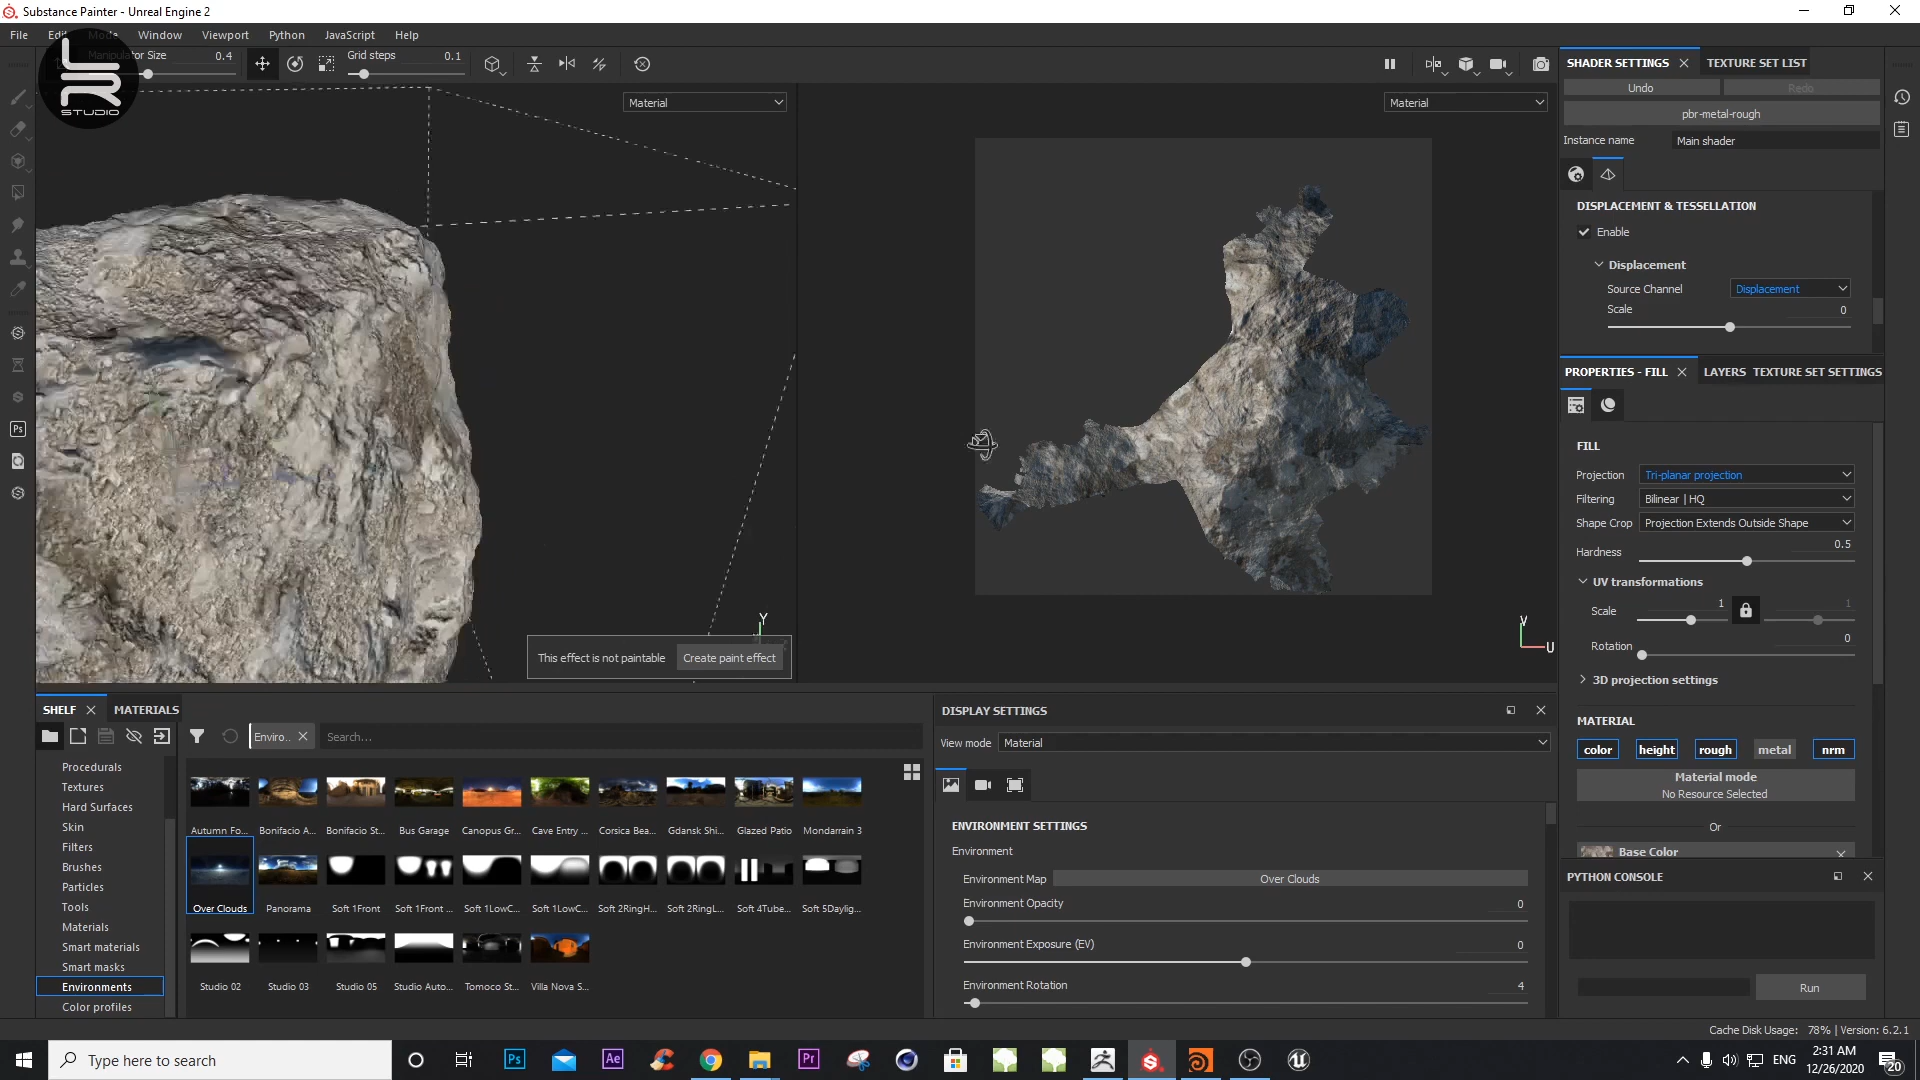 Substance Painter - Unreal Engine 2
File Edit Mode Window Viewport Python JavaScript Help
LR
STUDIO
Manipulator Size 0.4
Grid steps 0.1
Material
Material
This effect is not paintable
Create paint effect
Y
V
U
SHADER SETTINGS
TEXTURE SET LIST
Undo
Redo
pbr-metal-rough
Instance name Main shader
DISPLACEMENT & TESSELLATION
Enable
Displacement
Source Channel Displacement
Scale 0
PROPERTIES - FILL
LAYERS
TEXTURE SET SETTINGS
FILL
Projection Tri-planar projection
Filtering Bilinear | HQ
Shape Crop Projection Extends Outside Shape
Hardness 0.5
UV transformations
Scale 1 1
Rotation 0
3D projection settings
MATERIAL
color height rough metal nrm
Material mode
No Resource Selected
Or
Base Color
PYTHON CONSOLE
Run
SHELF
MATERIALS
Ps
Enviro..
Search...
Procedurals
Textures
Hard Surfaces
Skin
Filters
Brushes
Particles
Tools
Materials
Smart materials
Smart masks
Environments
Color profiles
Autumn Fo... Bonifacio A... Bonifacio St... Bus Garage Canopus Gr... Cave Entry ... Corsica Bea... Gdansk Shi... Glazed Patio Mondarrain 3
Over Clouds Panorama Soft 1Front Soft 1Front ... Soft 1LowC... Soft 1LowC... Soft 2RingH... Soft 2RingL... Soft 4Tube... Soft 5Daylig...
Studio 02 Studio 03 Studio 05 Studio Auto... Tomoco St... Villa Nova S...
DISPLAY SETTINGS
View mode Material
ENVIRONMENT SETTINGS
Environment
Environment Map Over Clouds
Environment Opacity 0
Environment Exposure (EV) 0
Environment Rotation 4
Cache Disk Usage: 78% | Version: 6.2.1
Type here to search
Ps
Ae
Pr
ENG
2:31 AM
12/26/2020
20